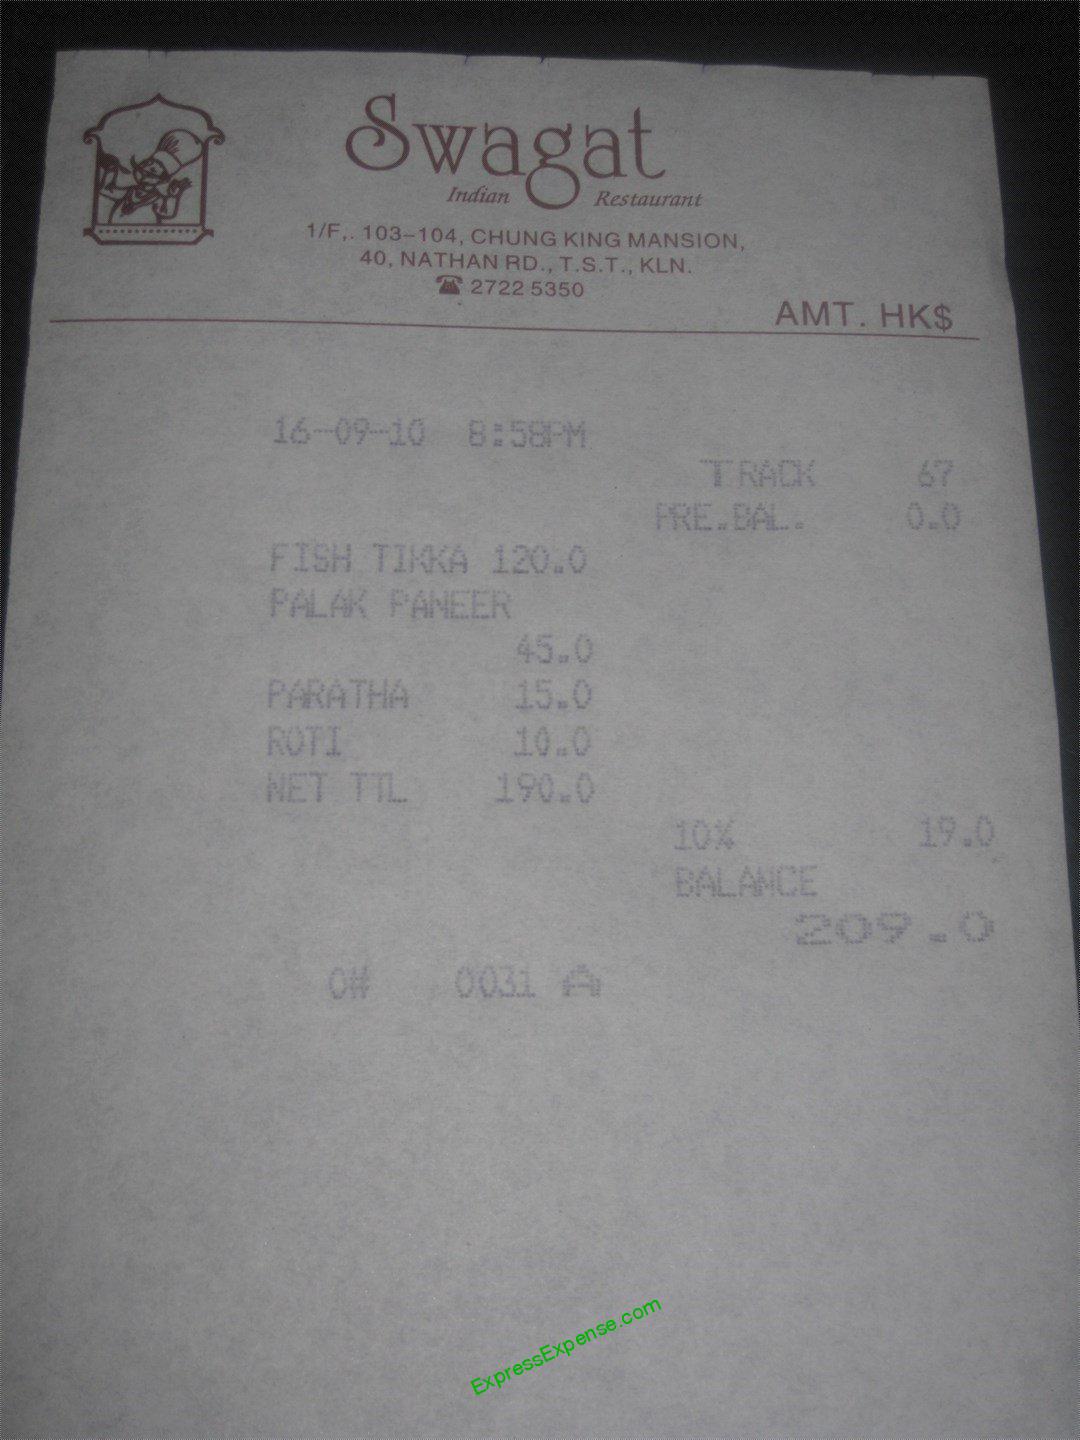 Swagat
Indian Restaurant
1/F,. 103-104, CHUNG KING MANSION,
40, NATHAN RD., T.S.T., KLN.
☎ 2722 5350
AMT. HK$
16-09-10 8:58PM
TRACK 67
PRE.BAL. 0.0
FISH TIKKA 120.0
PALAK PANEER
45.0
PARATHA 15.0
ROTI 10.0
NET TTL 190.0
10% 19.0
BALANCE
209.0
0# 0031 A
ExpressExpense.com